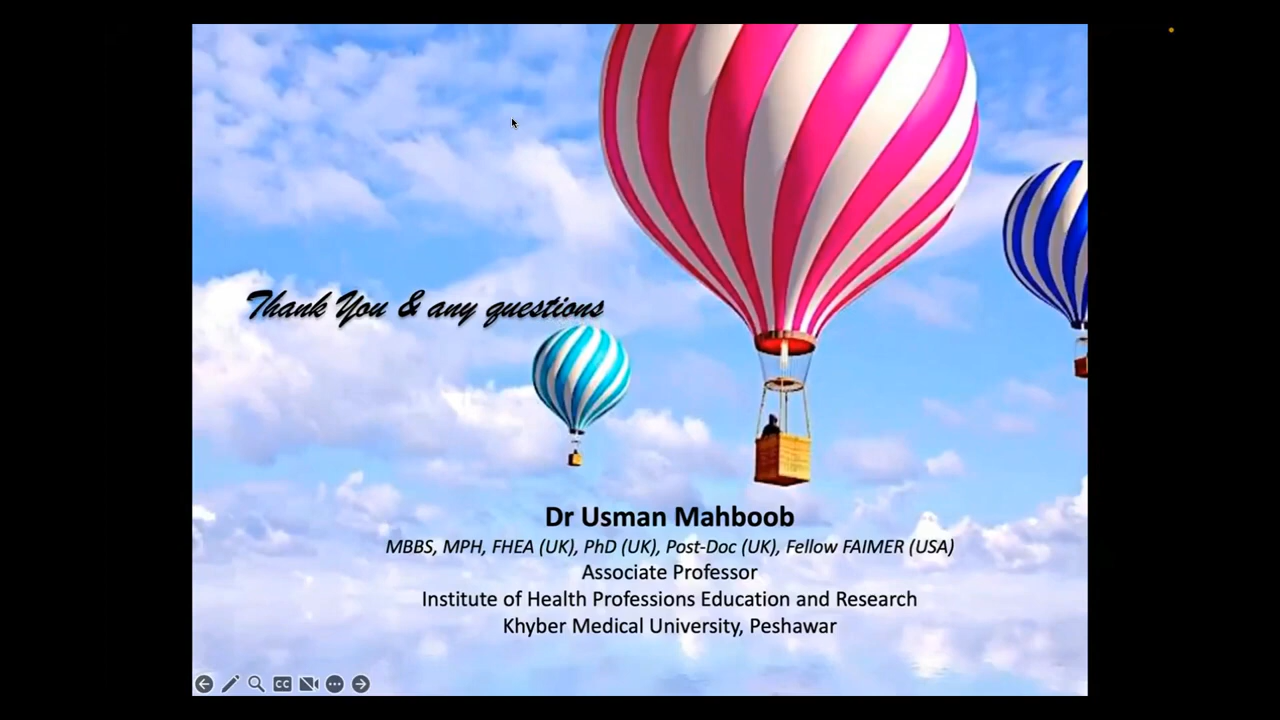 Thank You & any questions
Dr Usman Mahboob
MBBS, MPH, FHEA (UK), PhD (UK), Post-Doc (UK), Fellow FAIMER (USA)
Associate Professor
Institute of Health Professions Education and Research
Khyber Medical University, Peshawar
CC